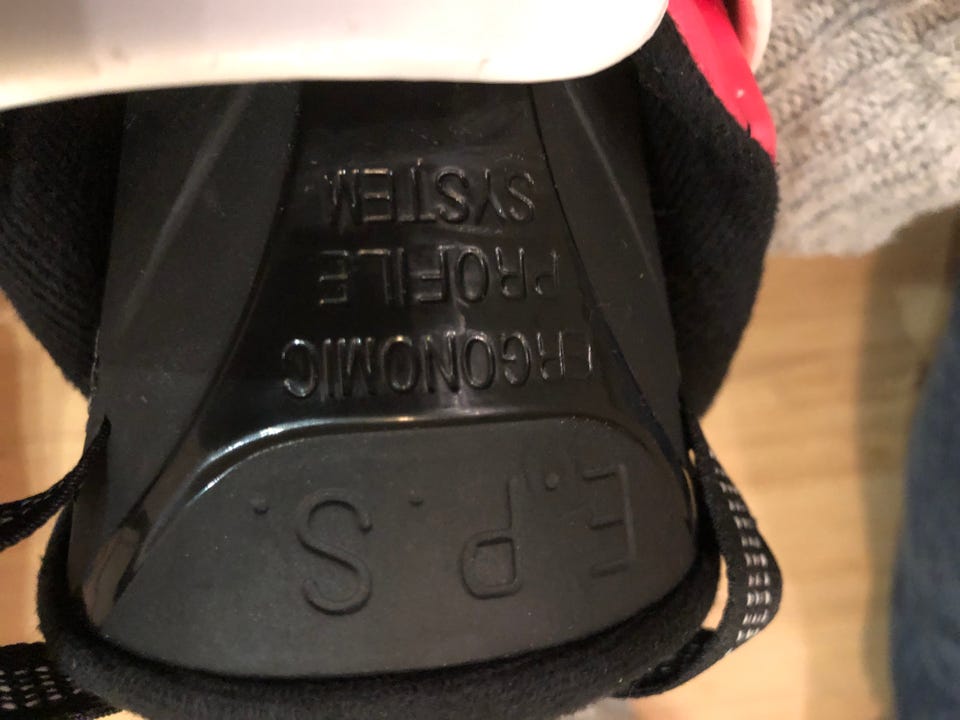 E.P.S.
ERGONOMIC
PROFILE
SYSTEM